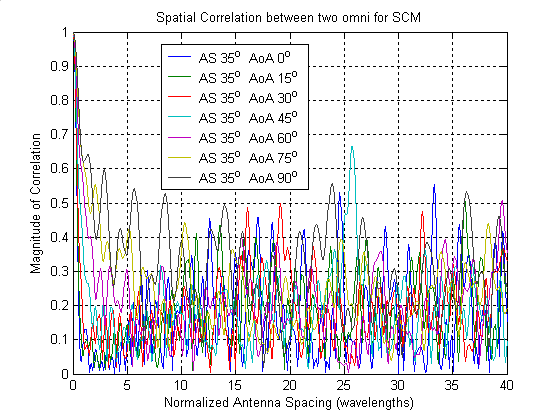 Spatial Correlation between two omni for SCM
Magnitude of Correlation
1
0.9
0.8
0.7
0.6
0.5
0.4
0.3
0.2
0.1
0
AS 35° AoA 0°
AS 35° AoA 15°
AS 35° AoA 30°
AS 35° AoA 45°
AS 35° AoA 60°
AS 35° AoA 75°
AS 35° AoA 90°
0 5 10 15 20 25 30 35 40
Normalized Antenna Spacing (wavelengths)